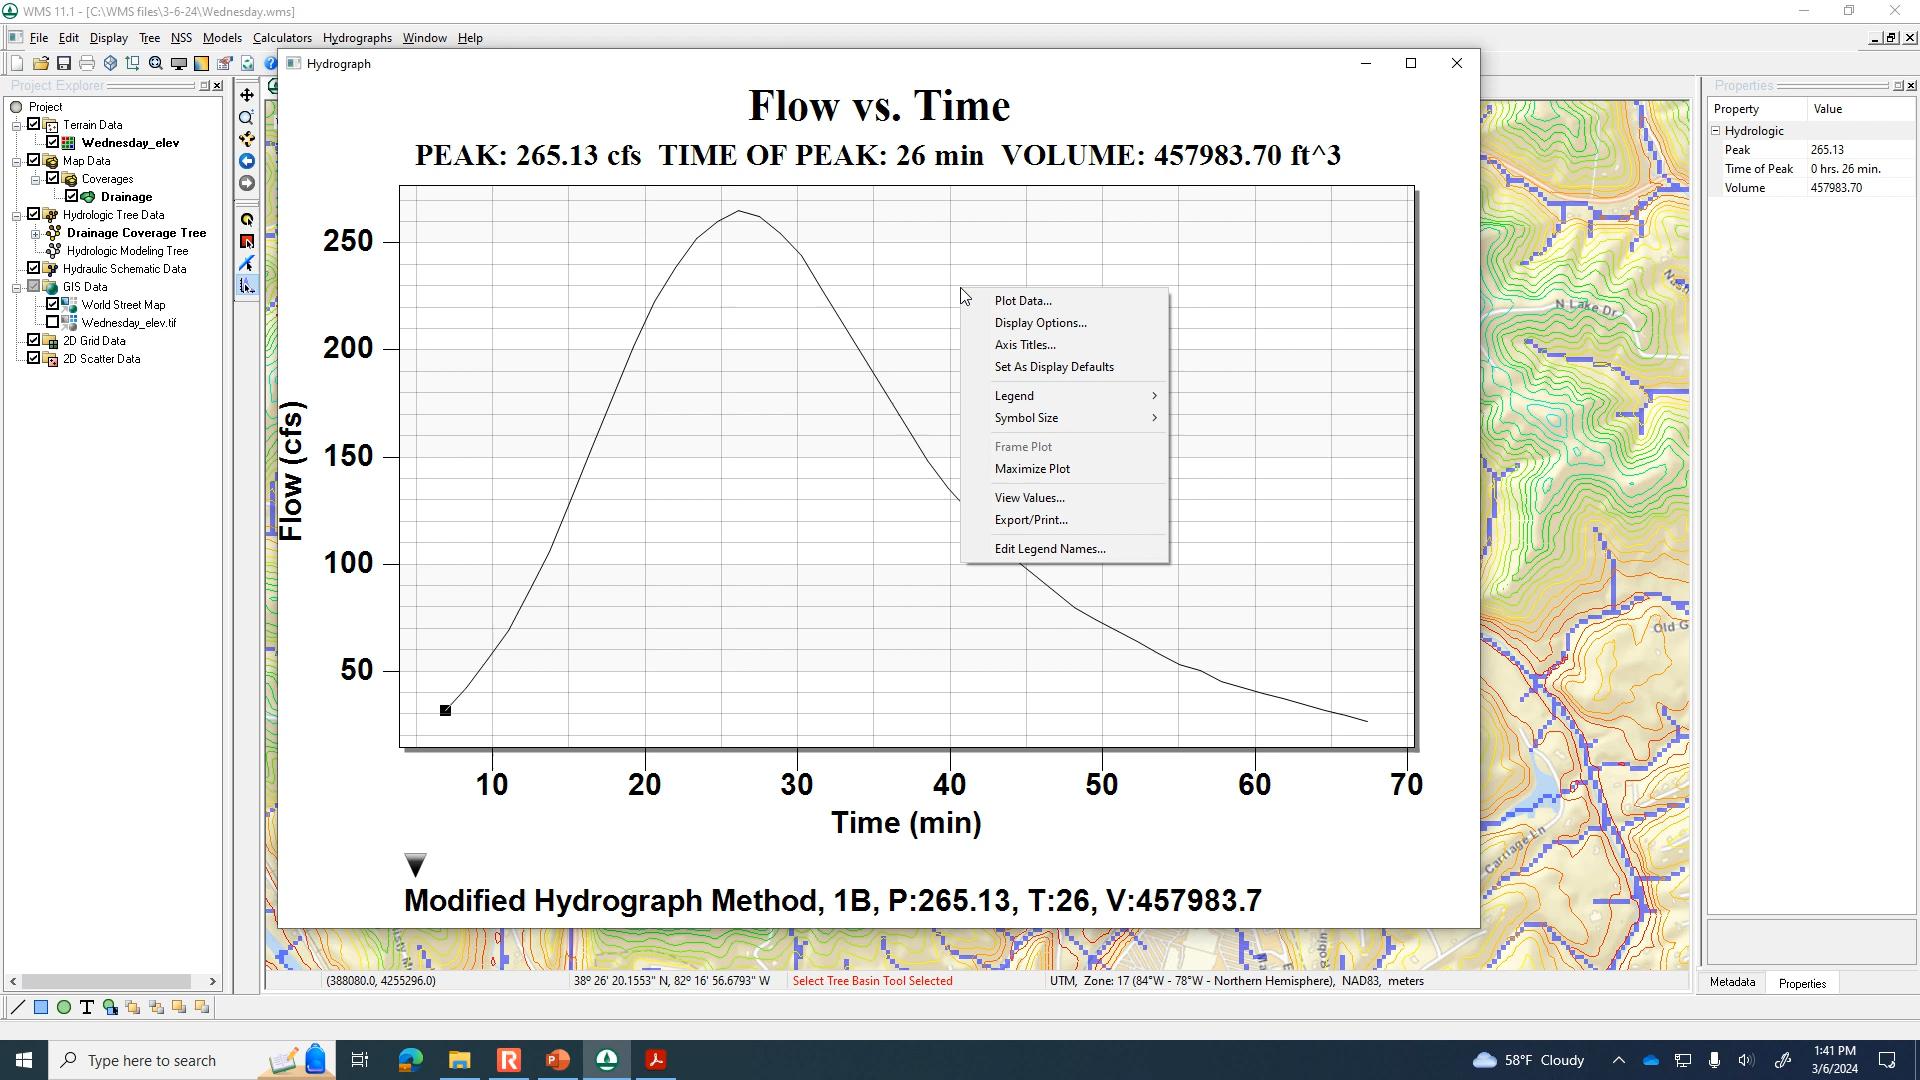 WMS 11.1 - [C:\WMS files\3-6-24\Wednesday.wms]
File Edit Display Tree NSS Models Calculators Hydrographs Window Help
Project Explorer
Project
Terrain Data
Wednesday_elev
Map Data
Coverages
Drainage
Hydrologic Tree Data
Drainage Coverage Tree
Hydrologic Modeling Tree
Hydraulic Schematic Data
GIS Data
World Street Map
Wednesday_elev.tif
2D Grid Data
2D Scatter Data
Hydrograph
Flow vs. Time
PEAK: 265.13 cfs TIME OF PEAK: 26 min VOLUME: 457983.70 ft^3
Flow (cfs)
250
200
150
100
50
10 20 30 40 50 60 70
Time (min)
Modified Hydrograph Method, 1B, P:265.13, T:26, V:457983.7
Plot Data...
Display Options...
Axis Titles...
Set As Display Defaults
Legend
Symbol Size
Frame Plot
Maximize Plot
View Values...
Export/Print...
Edit Legend Names...
N Lake Dr
Old G
Carriage Ln
Properties
Property Value
Hydrologic
Peak 265.13
Time of Peak 0 hrs. 26 min.
Volume 457983.70
Metadata Properties
(388080.0, 4255296.0) 38° 26' 20.1553" N, 82° 16' 56.6793" W Select Tree Basin Tool Selected UTM, Zone: 17 (84°W - 78°W - Northern Hemisphere), NAD83, meters
Type here to search
58°F Cloudy
1:41 PM
3/6/2024